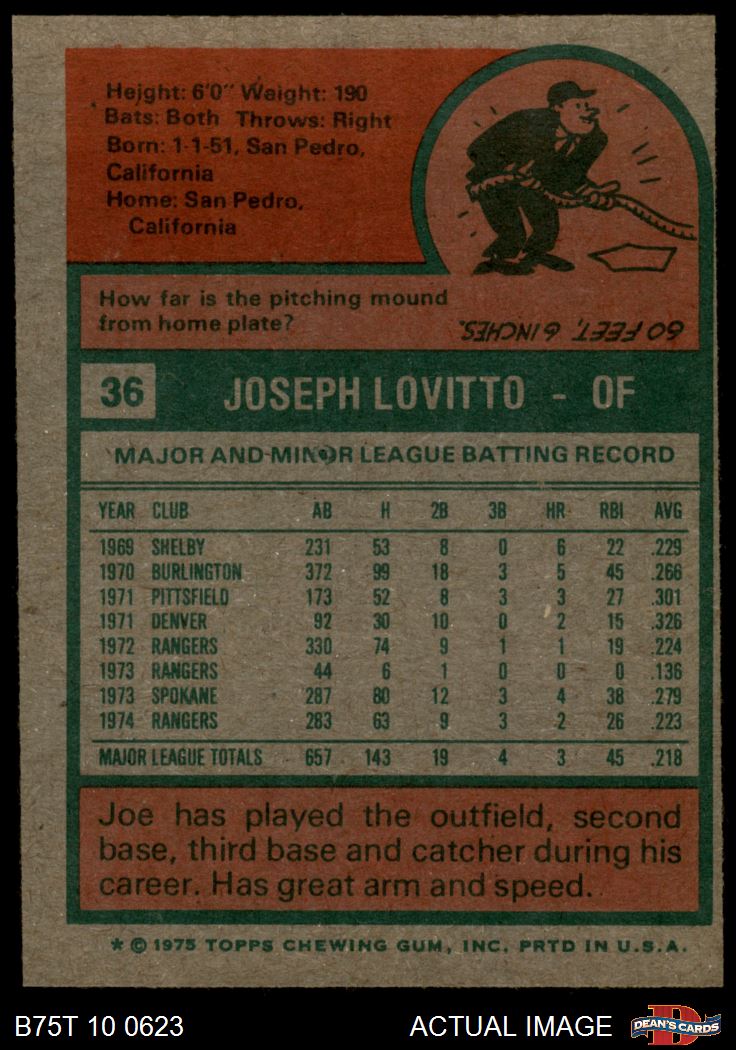 Height: 6'0" Weight: 190
Bats: Both Throws: Right
Born: 1-1-51, San Pedro,
California
Home: San Pedro,
California
How far is the pitching mound
from home plate?
60 FEET, 6 INCHES.
36 JOSEPH LOVITTO - OF
MAJOR AND MINOR LEAGUE BATTING RECORD
YEAR CLUB AB H 2B 3B HR RBI AVG
1969 SHELBY 231 53 8 0 6 22 .229
1970 BURLINGTON 372 99 18 3 5 45 .266
1971 PITTSFIELD 173 52 8 3 3 27 .301
1971 DENVER 92 30 10 0 2 15 .326
1972 RANGERS 330 74 9 1 1 19 .224
1973 RANGERS 44 6 1 0 0 0 .136
1973 SPOKANE 287 80 12 3 4 38 .279
1974 RANGERS 283 63 9 3 2 26 .223
MAJOR LEAGUE TOTALS 657 143 19 4 3 45 .218
Joe has played the outfield, second
base, third base and catcher during his
career. Has great arm and speed.
* © 1975 TOPPS CHEWING GUM, INC. PRTD IN U.S.A.
B75T 10 0623 ACTUAL IMAGE DEAN'S CARDS